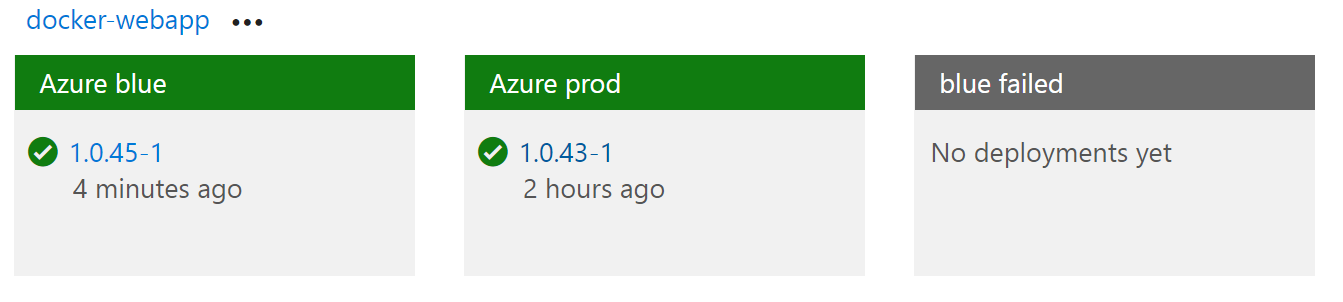 docker-webapp •••
Azure blue
1.0.45-1
4 minutes ago
Azure prod
1.0.43-1
2 hours ago
blue failed
No deployments yet